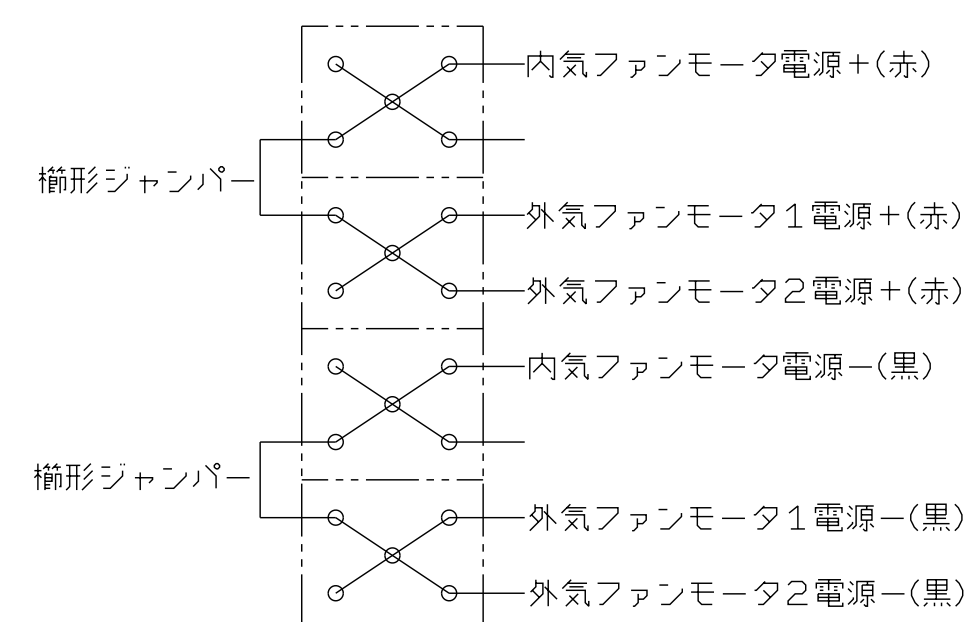 内気ファンモータ電源＋(赤)
櫛形ジャンパー
外気ファンモータ１電源＋(赤)
外気ファンモータ２電源＋(赤)
内気ファンモータ電源－(黒)
櫛形ジャンパー
外気ファンモータ１電源－(黒)
外気ファンモータ２電源－(黒)